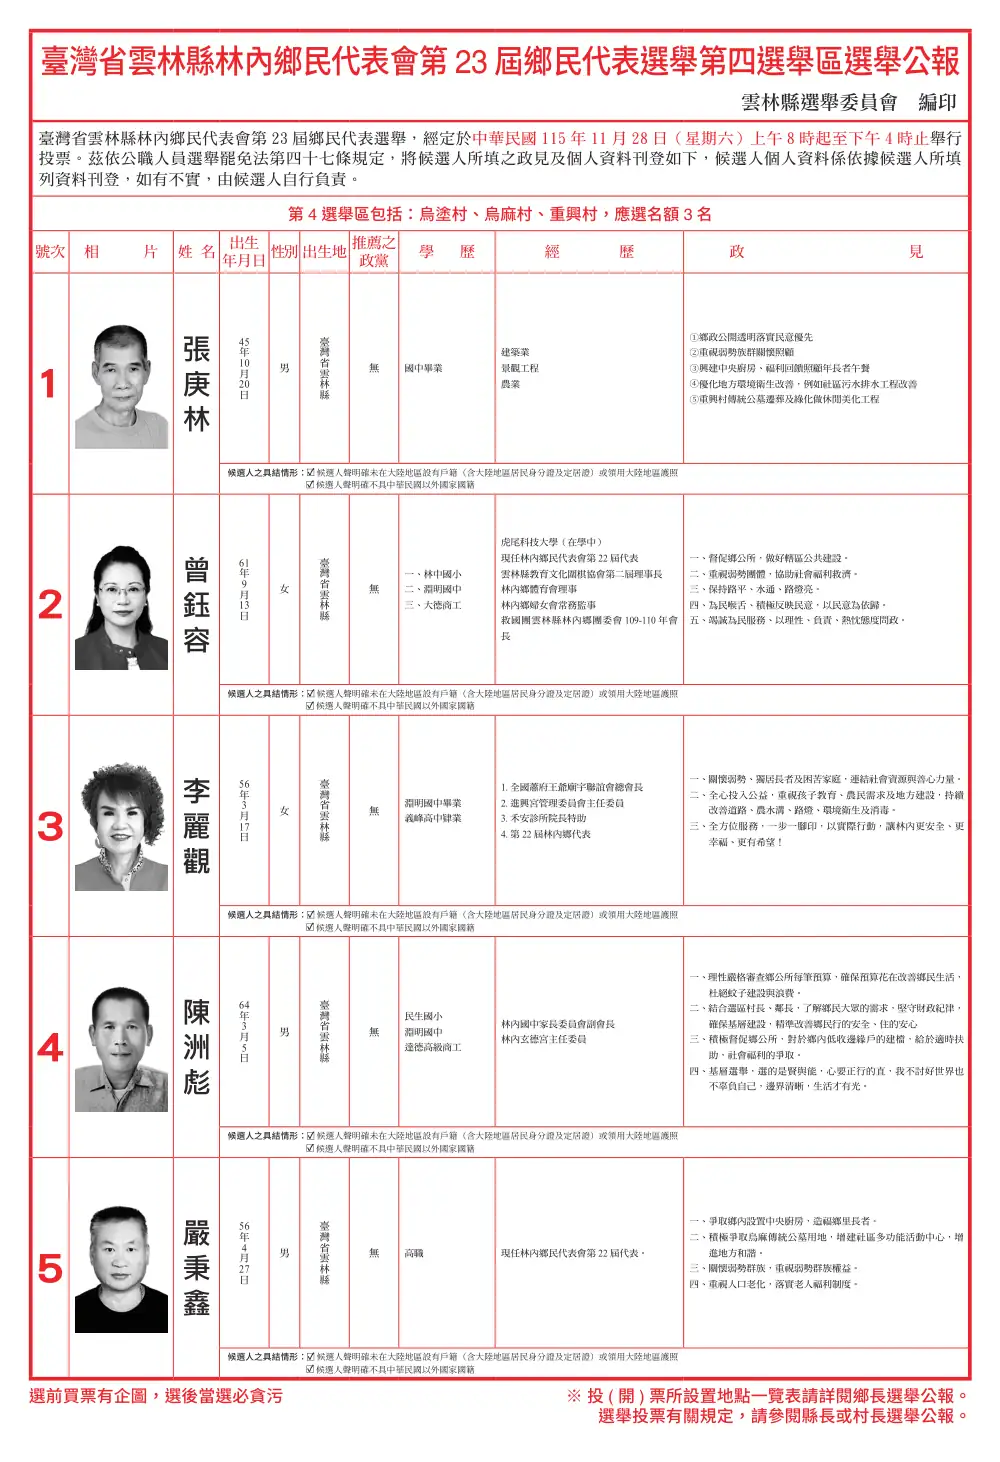 臺灣省雲林縣林內鄉民代表會第 23 屆鄉民代表選舉第四選舉區選舉公報
雲林縣選舉委員會　編印
臺灣省雲林縣林內鄉民代表會第 23 屆鄉民代表選舉，經定於中華民國 115 年 11 月 28 日（星期六）上午 8 時起至下午 4 時止舉行
投票。茲依公職人員選舉罷免法第四十七條規定，將候選人所填之政見及個人資料刊登如下，候選人個人資料係依據候選人所填
列資料刊登，如有不實，由候選人自行負責。
第 4 選舉區包括：烏塗村、烏麻村、重興村，應選名額 3 名
號次 相片 姓名 出生年月日 性別 出生地 推薦之政黨 學歷 經歷 政見
1
張庚林
45年10月20日
男
臺灣省雲林縣
無
國中畢業
建築業
景觀工程
農業
①鄉政公開透明落實民意優先
②重視弱勢族群關懷照顧
③興建中央廚房、福利回饋照顧年長者午餐
④優化地方環境衛生改善，例如社區污水排水工程改善
⑤重興村傳統公墓遷葬及綠化做休閒美化工程
候選人之具結情形：☑候選人聲明確未在大陸地區設有戶籍（含大陸地區居民身分證及定居證）或領用大陸地區護照
☑候選人聲明確不具中華民國以外國家國籍
2
曾鈺容
61年9月13日
女
臺灣省雲林縣
無
一、林中國小
二、淵明國中
三、大德商工
虎尾科技大學（在學中）
現任林內鄉民代表會第 22 屆代表
雲林縣教育文化圍棋協會第二屆理事長
林內鄉體育會理事
林內鄉婦女會常務監事
救國團雲林縣林內鄉團委會 109-110 年會
長
一、督促鄉公所，做好轄區公共建設。
二、重視弱勢團體，協助社會福利救濟。
三、保持路平、水通、路燈亮。
四、為民喉舌、積極反映民意，以民意為依歸。
五、竭誠為民服務、以理性、負責、熱忱態度問政。
候選人之具結情形：☑候選人聲明確未在大陸地區設有戶籍（含大陸地區居民身分證及定居證）或領用大陸地區護照
☑候選人聲明確不具中華民國以外國家國籍
3
李麗觀
56年3月17日
女
臺灣省雲林縣
無
淵明國中畢業
義峰高中肄業
1. 全國蕭府王爺廟宇聯誼會總會長
2. 進興宮管理委員會主任委員
3. 禾安診所院長特助
4. 第 22 屆林內鄉代表
一、關懷弱勢、獨居長者及困苦家庭，連結社會資源與善心力量。
二、全心投入公益，重視孩子教育、農民需求及地方建設，持續
改善道路、農水溝、路燈、環境衛生及消毒。
三、全方位服務，一步一腳印，以實際行動，讓林內更安全、更
幸福、更有希望！
候選人之具結情形：☑候選人聲明確未在大陸地區設有戶籍（含大陸地區居民身分證及定居證）或領用大陸地區護照
☑候選人聲明確不具中華民國以外國家國籍
4
陳洲彪
64年3月5日
男
臺灣省雲林縣
無
民生國小
淵明國中
達德高級商工
林內國中家長委員會副會長
林內玄德宮主任委員
一、理性嚴格審查鄉公所每筆預算，確保預算花在改善鄉民生活，
杜絕蚊子建設與浪費。
二、結合選區村長、鄰長，了解鄉民大眾的需求，堅守財政紀律，
確保基層建設，精準改善鄉民行的安全、住的安心
三、積極督促鄉公所，對於鄉內低收邊緣戶的建檔，給於適時扶
助，社會福利的爭取。
四、基層選舉，選的是賢與能，心要正行的直，我不討好世界也
不辜負自己，邊界清晰，生活才有光。
候選人之具結情形：☑候選人聲明確未在大陸地區設有戶籍（含大陸地區居民身分證及定居證）或領用大陸地區護照
☑候選人聲明確不具中華民國以外國家國籍
5
嚴秉鑫
56年4月27日
男
臺灣省雲林縣
無
高職
現任林內鄉民代表會第 22 屆代表。
一、爭取鄉內設置中央廚房，造福鄉里長者。
二、積極爭取烏麻傳統公墓用地，增建社區多功能活動中心，增
進地方和諧。
三、關懷弱勢群族，重視弱勢群族權益。
四、重視人口老化，落實老人福利制度。
候選人之具結情形：☑候選人聲明確未在大陸地區設有戶籍（含大陸地區居民身分證及定居證）或領用大陸地區護照
☑候選人聲明確不具中華民國以外國家國籍
選前買票有企圖，選後當選必貪污
※ 投 ( 開 ) 票所設置地點一覽表請詳閱鄉長選舉公報。
選舉投票有關規定，請參閱縣長或村長選舉公報。